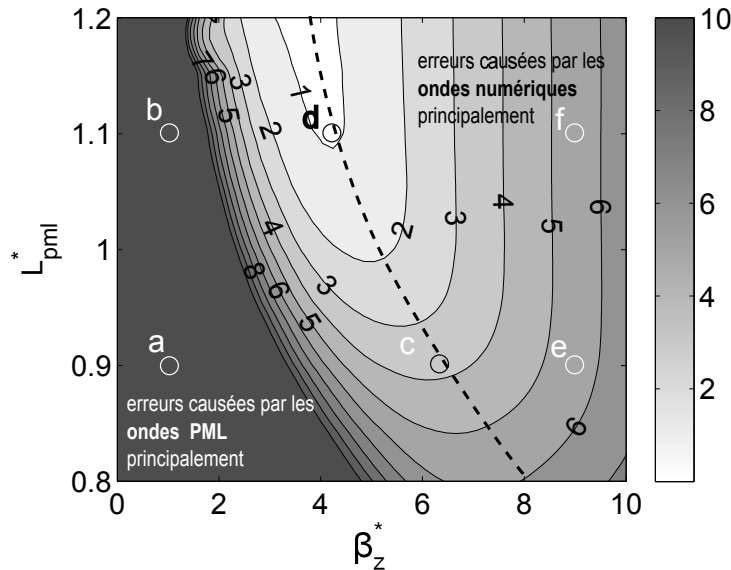 1.2
1.1
1
0.9
0.8
L*pml
0 2 4 6 8 10
β*z
10
8
6
4
2
erreurs causées par les
ondes numériques
principalement
erreurs causées par les
ondes PML
principalement
a
b
c
d
e
f
7
6
5
3
2
1
8
6
5
4
3
2
3
4
5
6
6